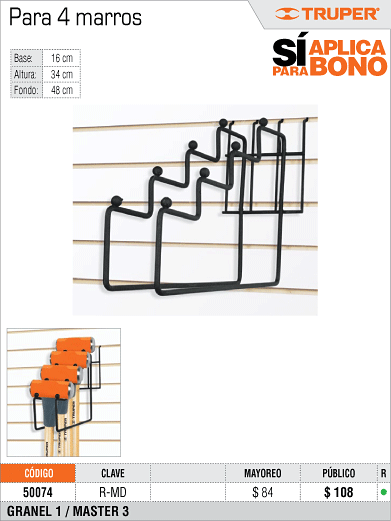 Para 4 marros
TRUPER®
SÍ APLICA
PARA BONO
Base: 16 cm
Altura: 34 cm
Fondo: 48 cm
TRUPER
CÓDIGO CLAVE MAYOREO PÚBLICO R
50074 R-MD $ 84 $ 108
GRANEL 1 / MASTER 3